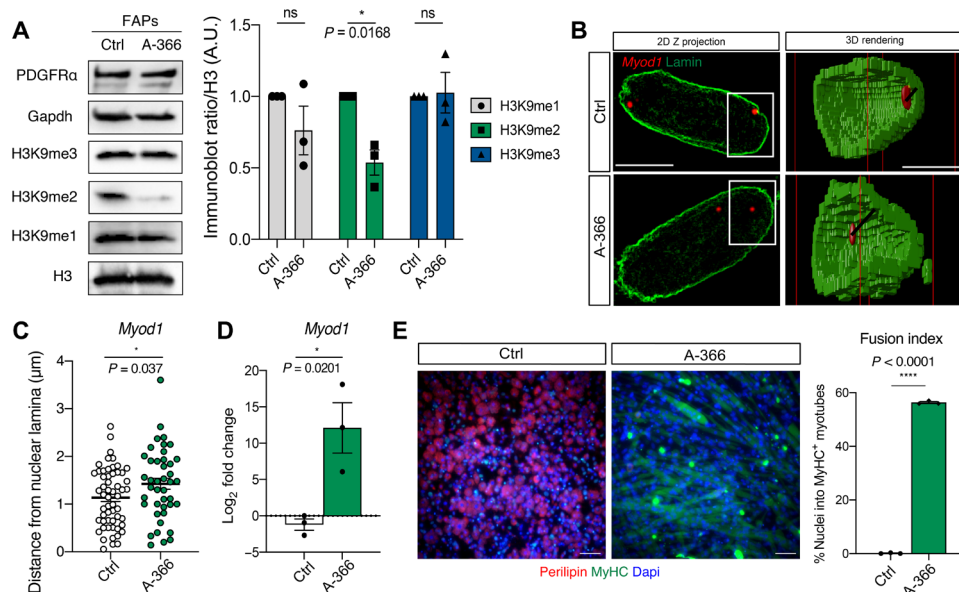 A
FAPs
Ctrl A-366
PDGFRα
Gapdh
H3K9me3
H3K9me2
H3K9me1
H3
Immunoblot ratio/H3 (A.U.)
1.5
1.0
0.5
0.0
ns
*
P = 0.0168
ns
Ctrl
A-366
Ctrl
A-366
Ctrl
A-366
H3K9me1
H3K9me2
H3K9me3
B
2D Z projection
3D rendering
Myod1 Lamin
Ctrl
A-366
C
Myod1
*
P = 0.037
Distance from nuclear lamina (μm)
4
3
2
1
0
Ctrl
A-366
D
Myod1
*
P = 0.0201
Log2 fold change
20
15
10
5
0
−5
Ctrl
A-366
E
Ctrl
A-366
Perilipin MyHC Dapi
Fusion index
P < 0.0001
****
% Nuclei into MyHC+ myotubes
60
40
20
0
Ctrl
A-366